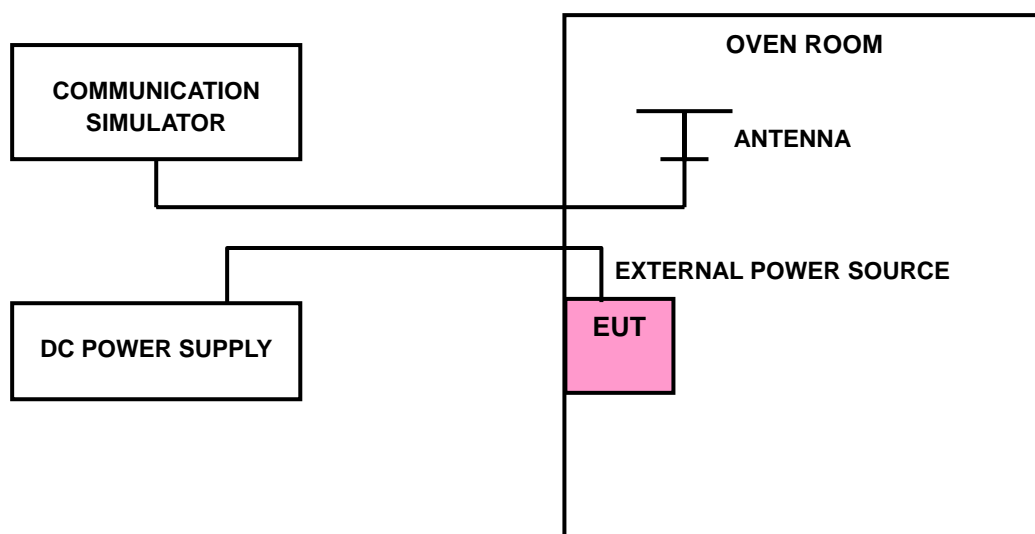 OVEN ROOM
COMMUNICATION
SIMULATOR
ANTENNA
EXTERNAL POWER SOURCE
EUT
DC POWER SUPPLY